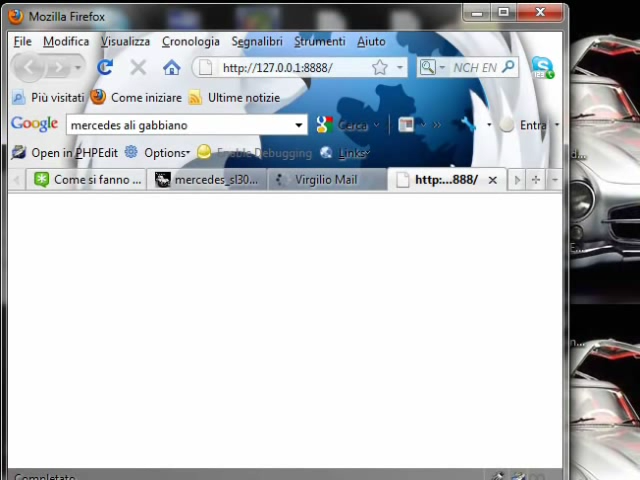 Mozilla Firefox
File Modifica Visualizza Cronologia Segnalibri Strumenti Aiuto
http://127.0.0.1:8888/ NCH EN
Più visitati Come iniziare Ultime notizie
Google mercedes ali gabbiano Cerca Entra
Open in PHPEdit Options Enable Debugging Links
Come si fanno ... mercedes_sl30... Virgilio Mail http:...888/
Completato